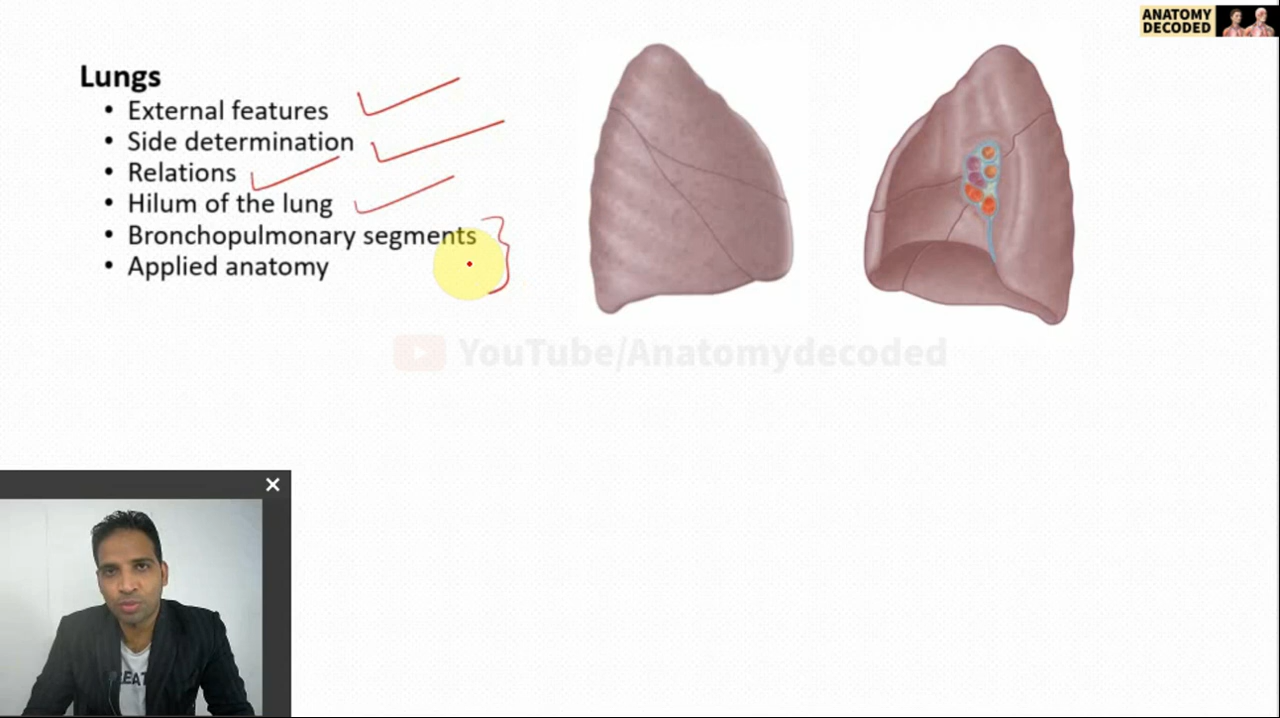 ANATOMY
DECODED
Lungs
• External features
• Side determination
• Relations
• Hilum of the lung
• Bronchopulmonary segments
• Applied anatomy
YouTube/Anatomydecoded